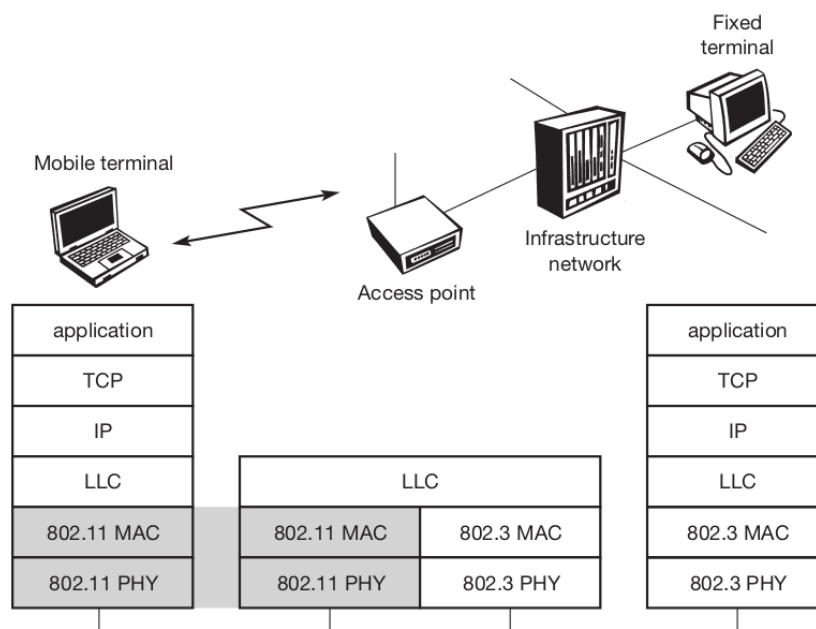 Fixed
terminal
Mobile terminal
Infrastructure
network
Access point
application
TCP
IP
LLC
802.11 MAC
802.11 PHY
LLC
802.11 MAC
802.3 MAC
802.11 PHY
802.3 PHY
application
TCP
IP
LLC
802.3 MAC
802.3 PHY